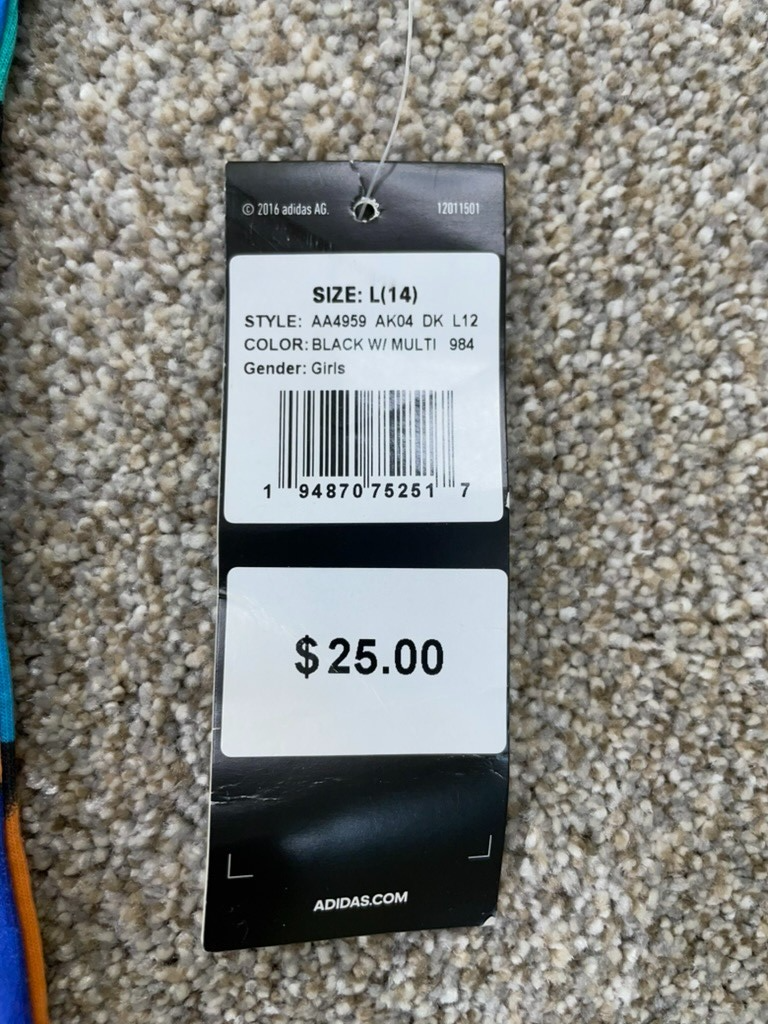 © 2016 adidas AG. 12011501
SIZE: L(14)
STYLE: AA4959 AK04 DK L12
COLOR: BLACK W/ MULTI 984
Gender: Girls
1 94870 75251 7
$25.00
ADIDAS.COM